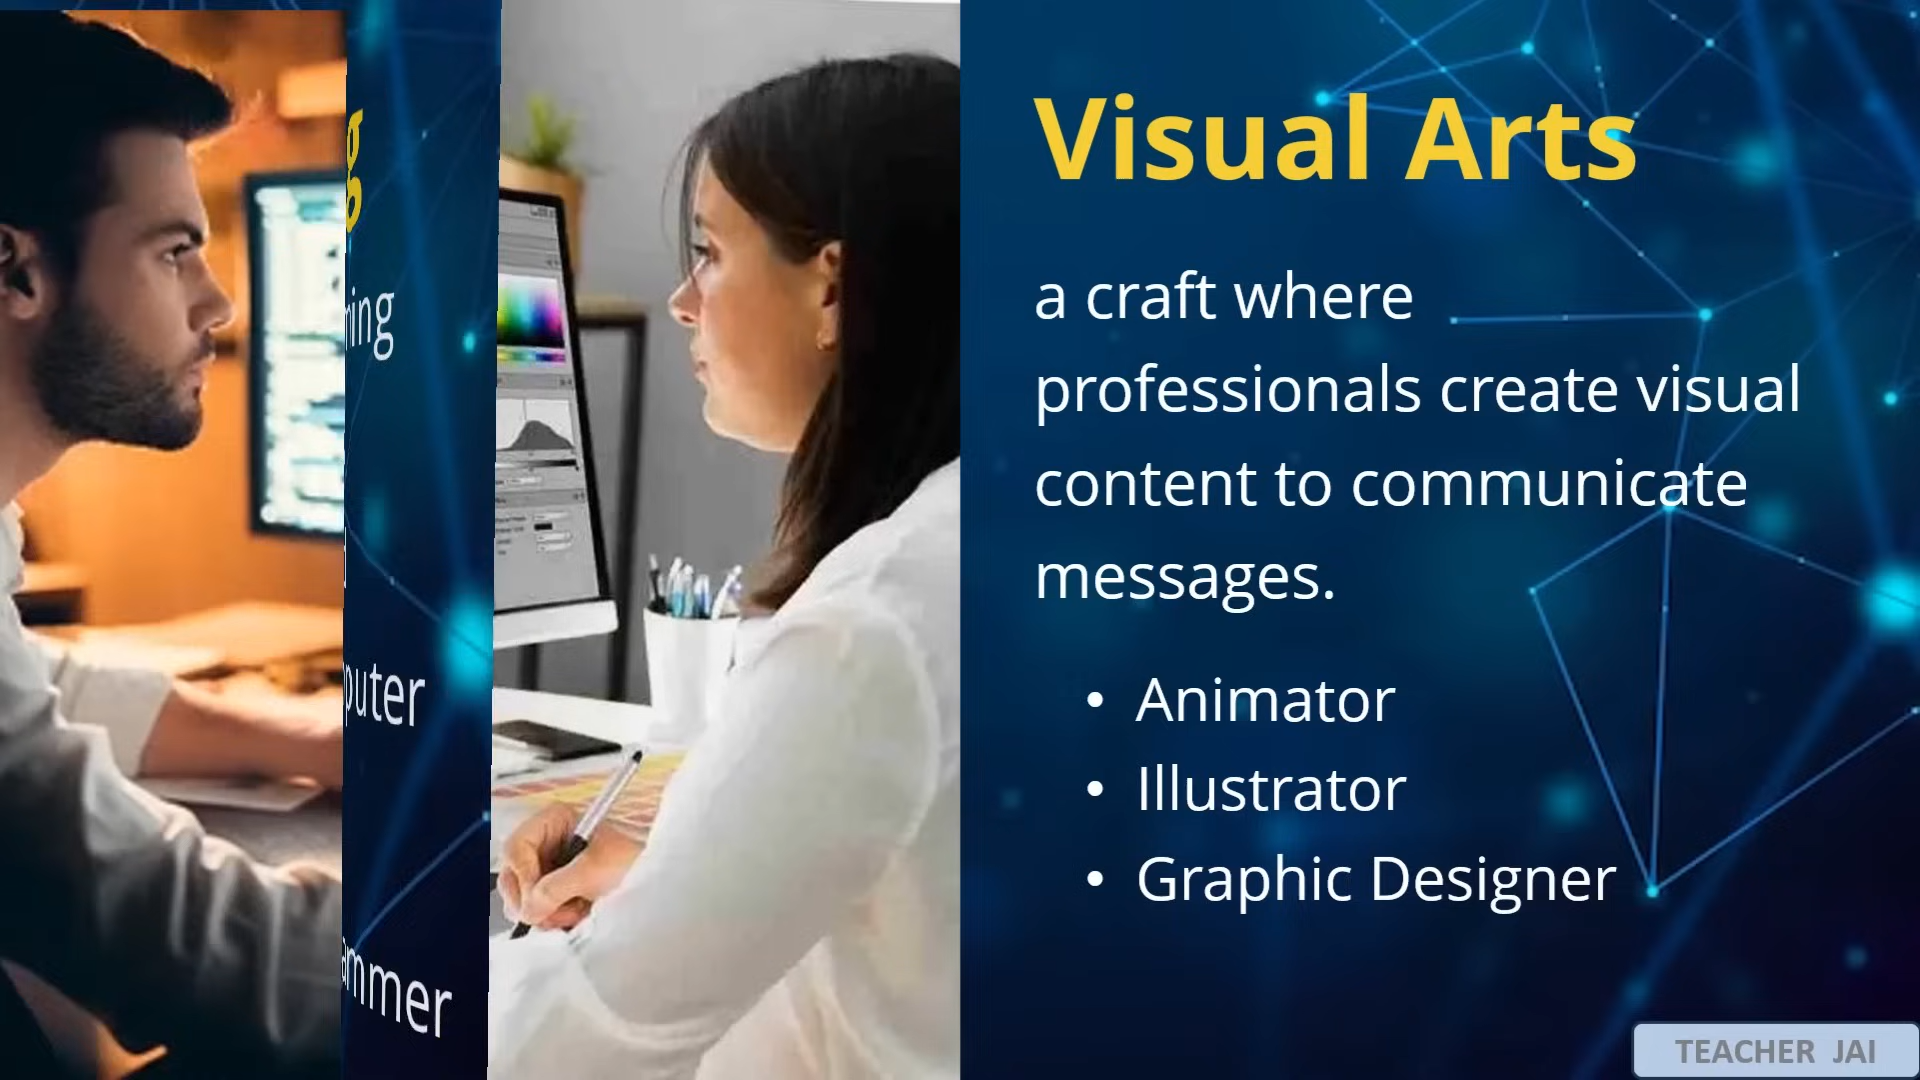 Visual Arts
a craft where
professionals create visual
content to communicate
messages.
• Animator
• Illustrator
• Graphic Designer
TEACHER JAI